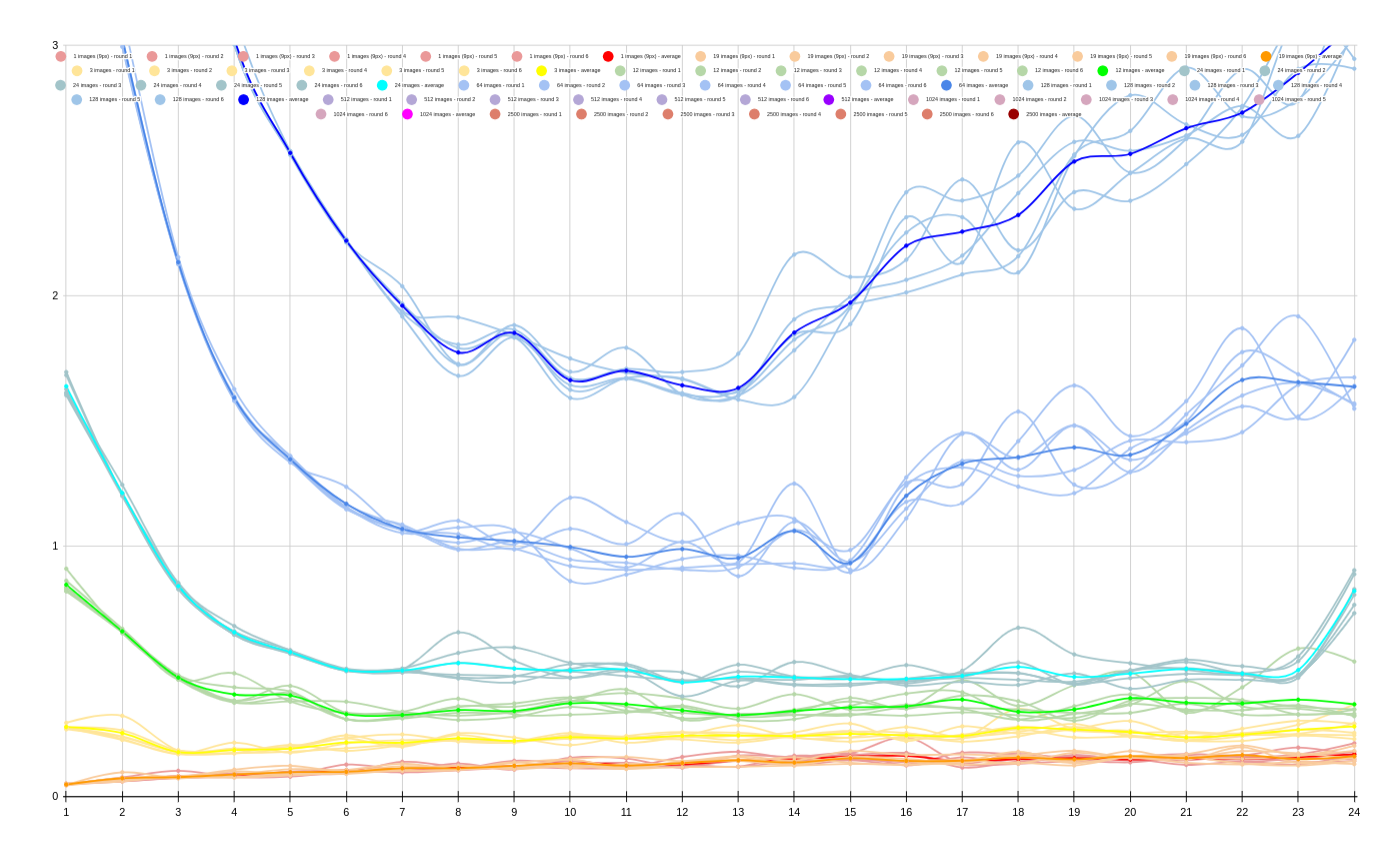 3
1 images (9px) - round 1 1 images (9px) - round 2 1 images (9px) - round 3 1 images (9px) - round 4 1 images (9px) - round 5 1 images (9px) - round 6 1 images (9px) - average 19 images (9px) - round 1 19 images (9px) - round 2 19 images (9px) - round 3 19 images (9px) - round 4 19 images (9px) - round 5 19 images (9px) - round 6 19 images (9px) - average
3 images - round 1 3 images - round 2 3 images - round 3 3 images - round 4 3 images - round 5 3 images - round 6 3 images - average 12 images - round 1 12 images - round 2 12 images - round 3 12 images - round 4 12 images - round 5 12 images - round 6 12 images - average 24 images - round 1 24 images - round 2
24 images - round 3 24 images - round 4 24 images - round 5 24 images - round 6 24 images - average 64 images - round 1 64 images - round 2 64 images - round 3 64 images - round 4 64 images - round 5 64 images - round 6 64 images - average 128 images - round 1 128 images - round 2 128 images - round 3 128 images - round 4
128 images - round 5 128 images - round 6 128 images - average 512 images - round 1 512 images - round 2 512 images - round 3 512 images - round 4 512 images - round 5 512 images - round 6 512 images - average 1024 images - round 1 1024 images - round 2 1024 images - round 3 1024 images - round 4 1024 images - round 5
1024 images - round 6 1024 images - average 2500 images - round 1 2500 images - round 2 2500 images - round 3 2500 images - round 4 2500 images - round 5 2500 images - round 6 2500 images - average
2
1
0
1 2 3 4 5 6 7 8 9 10 11 12 13 14 15 16 17 18 19 20 21 22 23 24